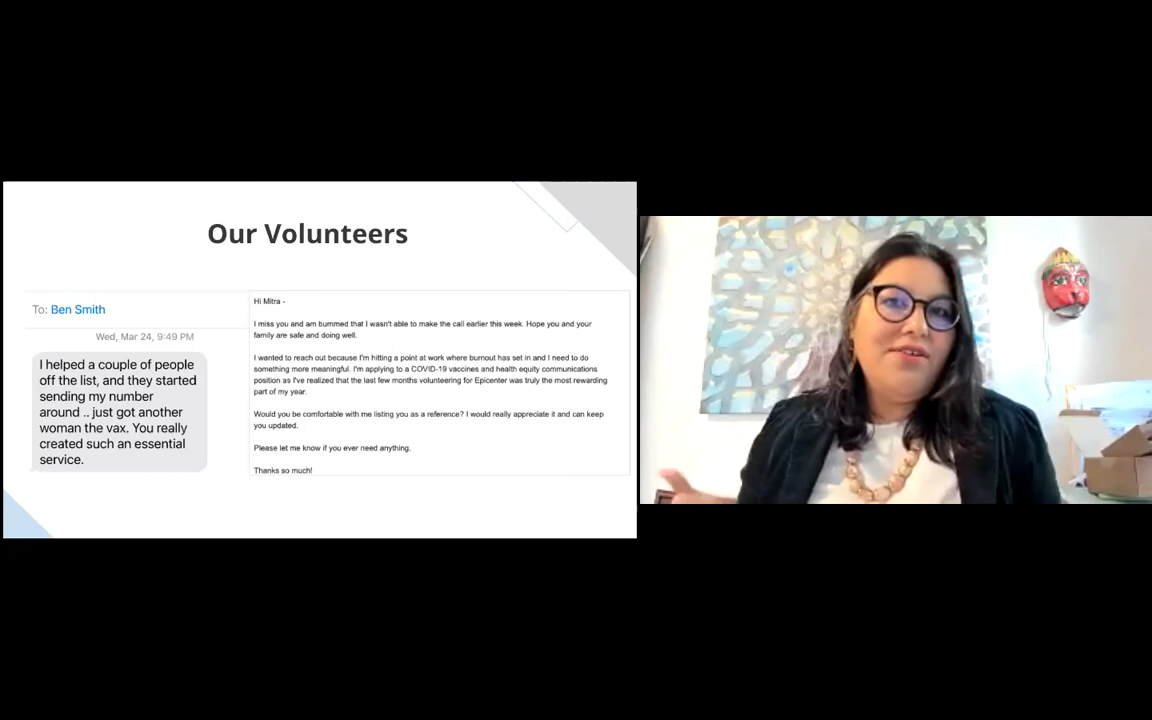 Our Volunteers
To: Ben Smith
Wed, Mar 24, 9:49 PM
I helped a couple of people
off the list, and they started
sending my number
around .. just got another
woman the vax. You really
created such an essential
service.
Hi Mitra -
I miss you and am bummed that I wasn't able to make the call earlier this week. Hope you and your
family are safe and doing well.
I wanted to reach out because I'm hitting a point at work where burnout has set in and I need to do
something more meaningful. I'm applying to a COVID-19 vaccines and health equity communications
position as I've realized that the last few months volunteering for Epicenter was truly the most rewarding
part of my year.
Would you be comfortable with me listing you as a reference? I would really appreciate it and can keep
you updated.
Please let me know if you ever need anything.
Thanks so much!